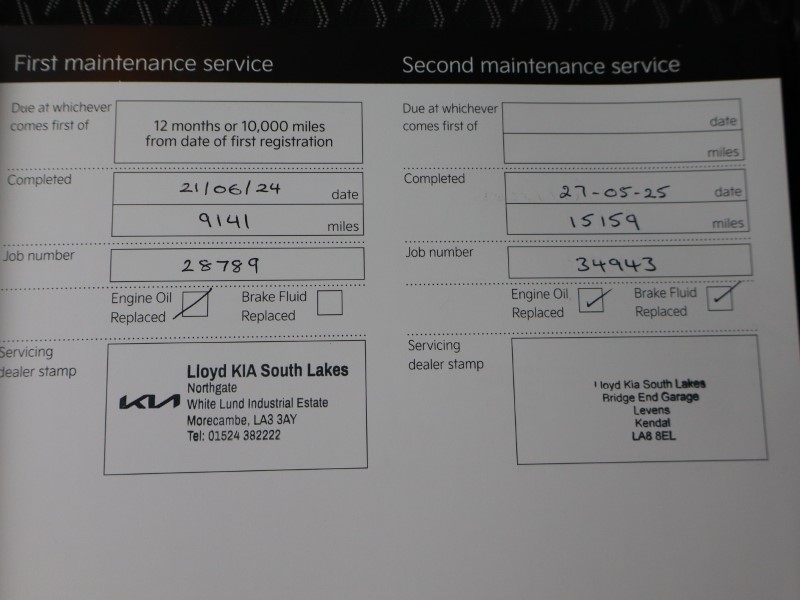 First maintenance service
Due at whichever
comes first of
12 months or 10,000 miles
from date of first registration
Completed
21/06/24 date
9141 miles
Job number
28789
Engine Oil
Replaced
Brake Fluid
Replaced
Servicing
dealer stamp
KIA
Lloyd KIA South Lakes
Northgate
White Lund Industrial Estate
Morecambe, LA3 3AY
Tel: 01524 382222
Second maintenance service
Due at whichever
comes first of
date
miles
Completed
27-05-25 date
15159 miles
Job number
34943
Engine Oil
Replaced
Brake Fluid
Replaced
Servicing
dealer stamp
Lloyd Kia South Lakes
Bridge End Garage
Levens
Kendal
LA8 8EL